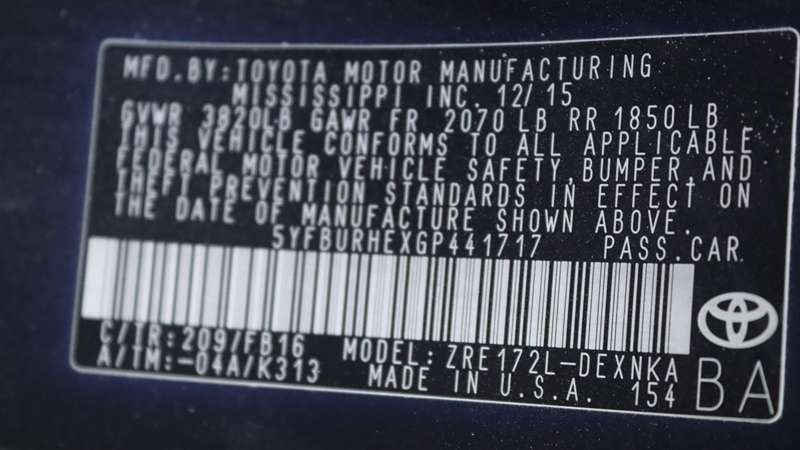 MFD.BY:TOYOTA MOTOR MANUFACTURING
MISSISSIPPI INC. 12/15
GVWR 3820LB GAWR FR 2070 LB RR 1850 LB
THIS VEHICLE CONFORMS TO ALL APPLICABLE
FEDERAL MOTOR VEHICLE SAFETY,BUMPER,AND
THEFT PREVENTION STANDARDS IN EFFECT ON
THE DATE OF MANUFACTURE SHOWN ABOVE.
5YFBURHEXGP441717 PASS.CAR
C/TR:209/FB16 MODEL: ZRE172L-DEXNKA
A/TM:-04A/K313 MADE IN U.S.A. 154
BA